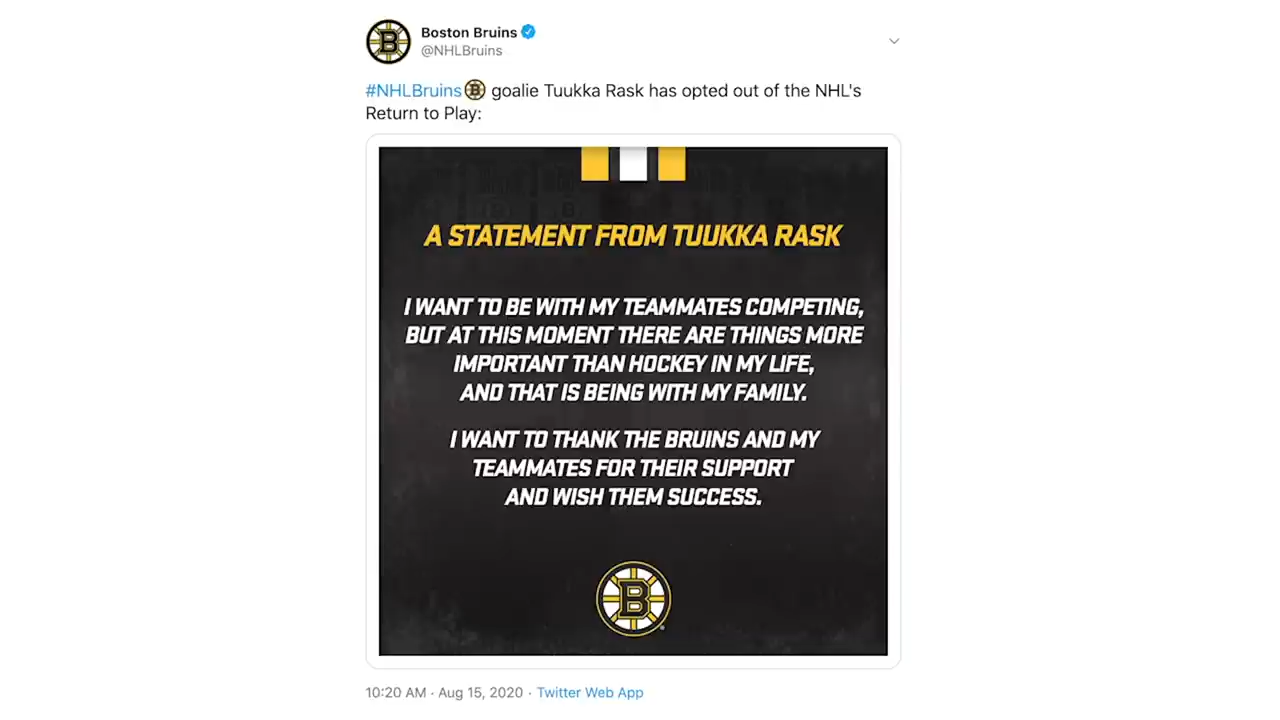 Boston Bruins
@NHLBruins
#NHLBruins goalie Tuukka Rask has opted out of the NHL's
Return to Play:
A STATEMENT FROM TUUKKA RASK
I WANT TO BE WITH MY TEAMMATES COMPETING,
BUT AT THIS MOMENT THERE ARE THINGS MORE
IMPORTANT THAN HOCKEY IN MY LIFE,
AND THAT IS BEING WITH MY FAMILY.
I WANT TO THANK THE BRUINS AND MY
TEAMMATES FOR THEIR SUPPORT
AND WISH THEM SUCCESS.
B
10:20 AM · Aug 15, 2020 · Twitter Web App